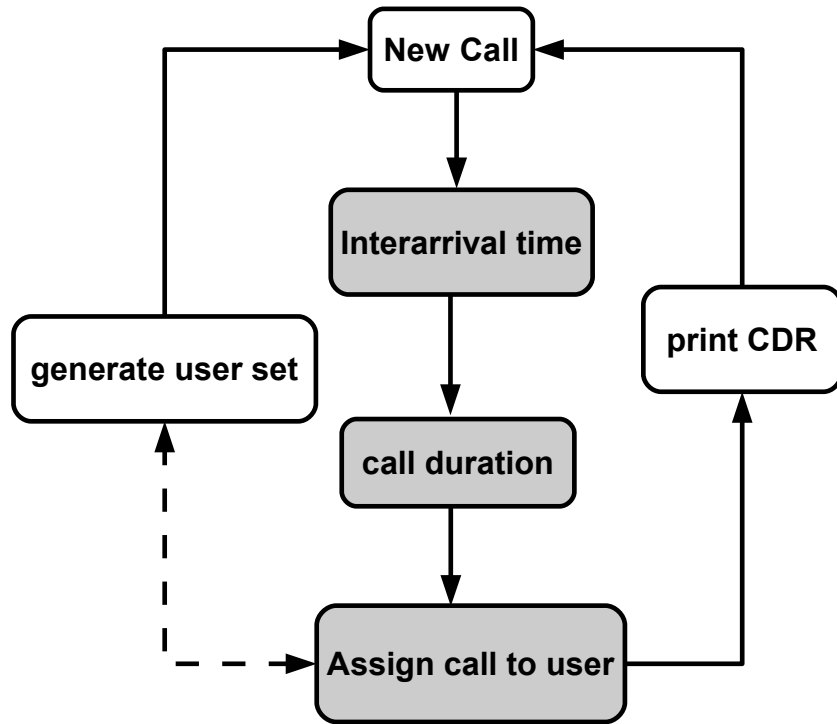 New Call
Interarrival time
generate user set
print CDR
call duration
Assign call to user